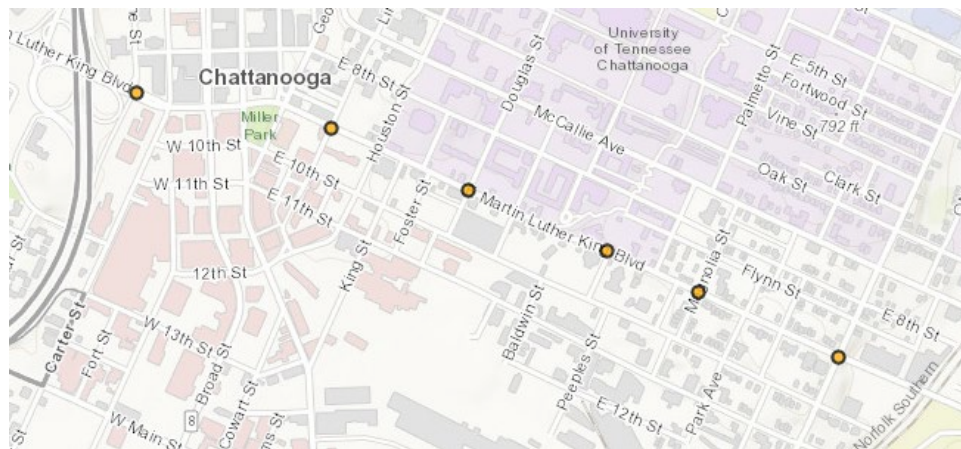 Luther King Blvd
E 8th St
Houston St
Douglas St
University
of Tennessee
Chattanooga
Palmetto St
E 5th St
Fortwood St
Vine St
792 ft
Chattanooga
Miller
Park
McCallie Ave
W 10th St
E 10th St
W 11th St
E 11th St
Foster St
Oak St
Clark St
Martin Luther King Blvd
Magnolia St
Flynn St
12th St
King St
E 8th St
Carter St
Fort St
W 13th St
Broad St
Baldwin St
Peeples St
Park Ave
E 12th St
Norfolk Southern
8
Cowart St
W Main St